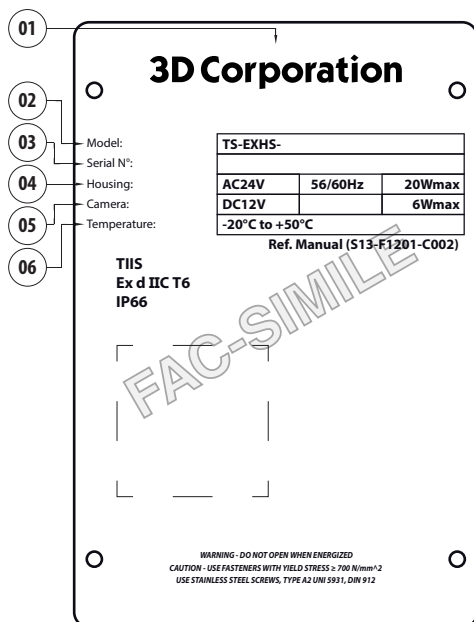 01
3D Corporation
02
03
04
05
06
Model:
TS-EXHS-
Serial N°:
Housing:
AC24V
56/60Hz
20Wmax
Camera:
DC12V
6Wmax
Temperature:
-20°C to +50°C
Ref. Manual (S13-F1201-C002)
TIIS
Ex d IIC T6
IP66
FAC-SIMILE
WARNING - DO NOT OPEN WHEN ENERGIZED
CAUTION - USE FASTENERS WITH YIELD STRESS ≥ 700 N/mm^2
USE STAINLESS STEEL SCREWS, TYPE A2 UNI 5931, DIN 912